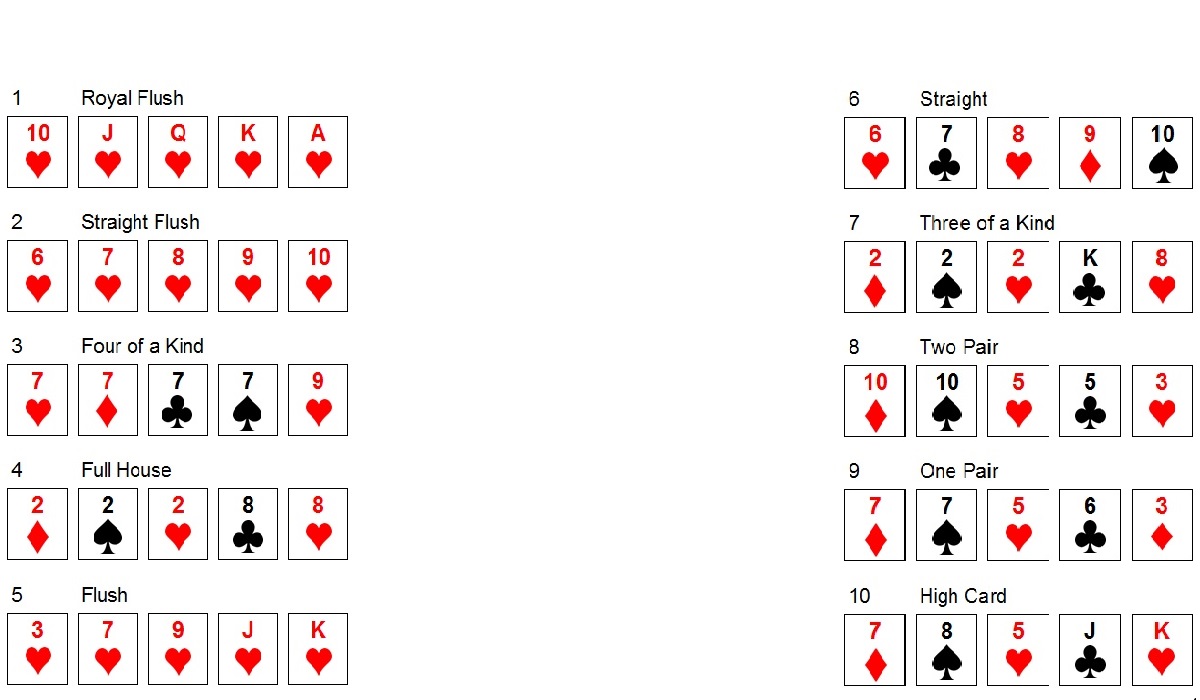 1 Royal Flush
10 J Q K A
2 Straight Flush
6 7 8 9 10
3 Four of a Kind
7 7 7 7 9
4 Full House
2 2 2 8 8
5 Flush
3 7 9 J K
6 Straight
6 7 8 9 10
7 Three of a Kind
2 2 2 K 8
8 Two Pair
10 10 5 5 3
9 One Pair
7 7 5 6 3
10 High Card
7 8 5 J K